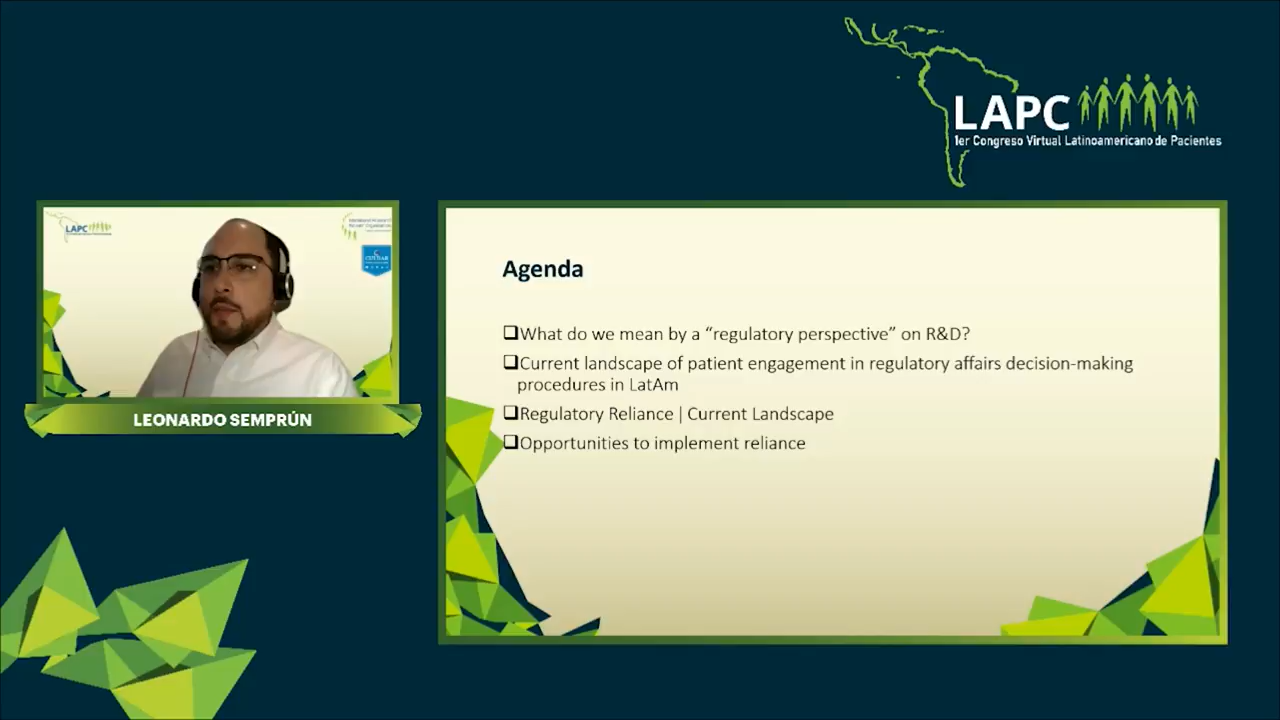 LAPC
1er Congreso Virtual Latinoamericano de Pacientes
LAPC
LEONARDO SEMPRÚN
Agenda
❑What do we mean by a “regulatory perspective” on R&D?
❑Current landscape of patient engagement in regulatory affairs decision-making
procedures in LatAm
❑Regulatory Reliance | Current Landscape
❑Opportunities to implement reliance